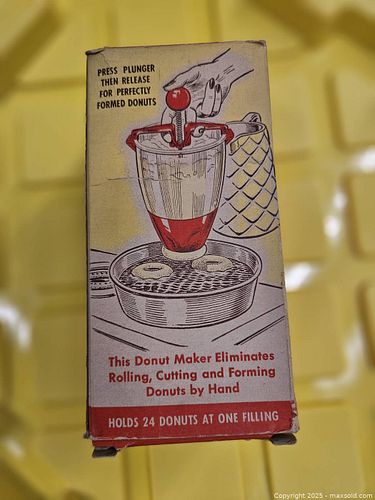 PRESS PLUNGER
THEN RELEASE
FOR PERFECTLY
FORMED DONUTS
This Donut Maker Eliminates
Rolling, Cutting and Forming
Donuts by Hand
HOLDS 24 DONUTS AT ONE FILLING
Copyright 2025 - maxsold.com